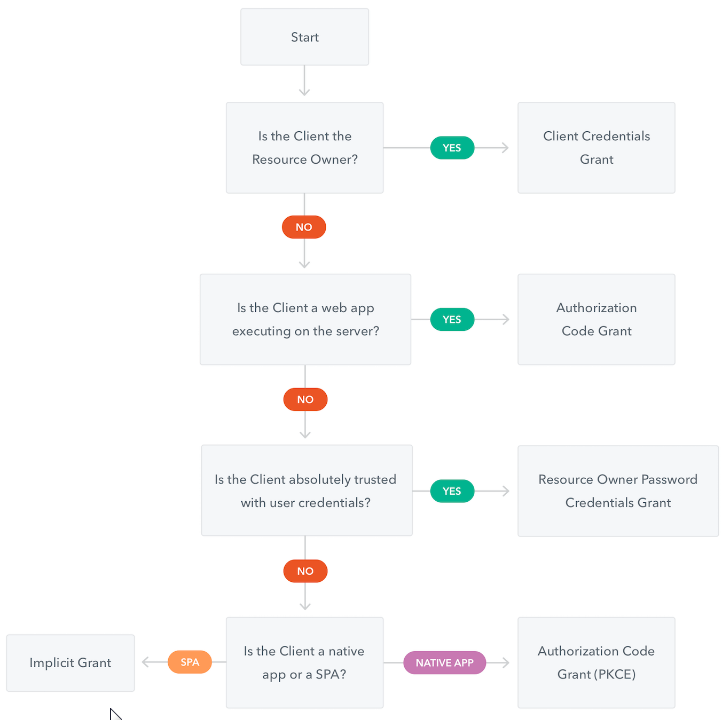 Start
Is the Client the
Resource Owner?
YES
Client Credentials
Grant
NO
Is the Client a web app
executing on the server?
YES
Authorization
Code Grant
NO
Is the Client absolutely trusted
with user credentials?
YES
Resource Owner Password
Credentials Grant
NO
Implicit Grant
SPA
Is the Client a native
app or a SPA?
NATIVE APP
Authorization Code
Grant (PKCE)